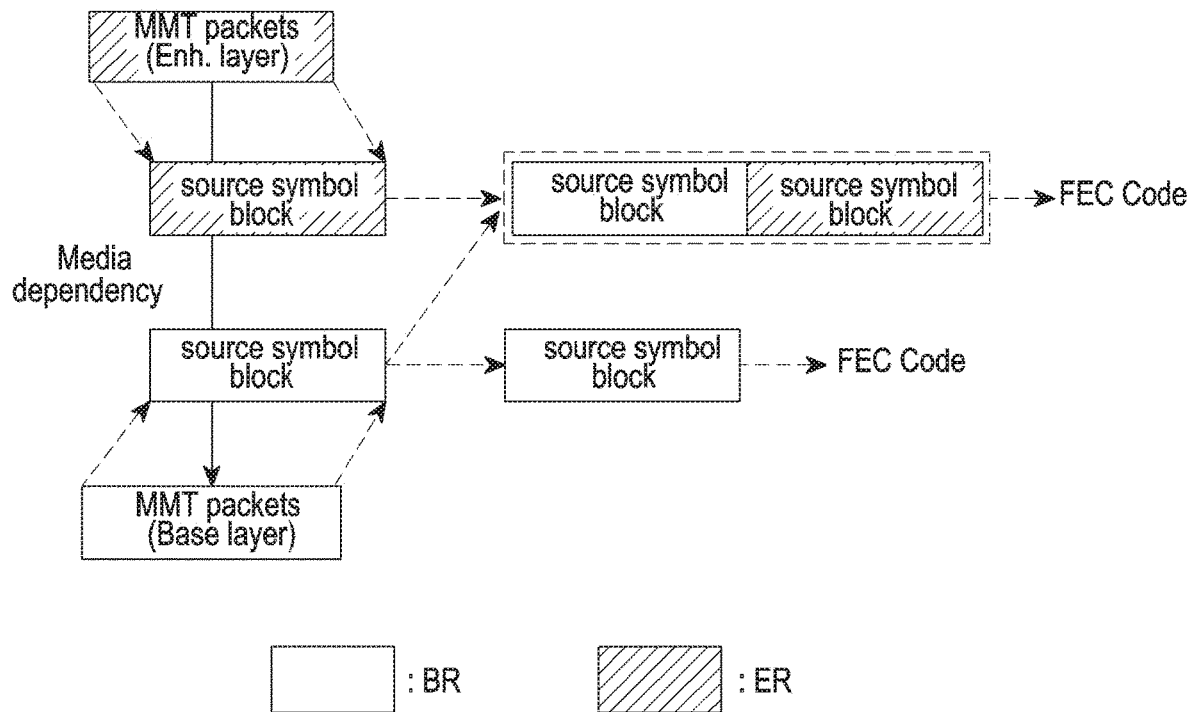 MMT packets
(Enh. layer)
source symbol
block
source symbol
block
source symbol
block
FEC Code
Media
dependency
source symbol
block
source symbol
block
FEC Code
MMT packets
(Base layer)
: BR
: ER